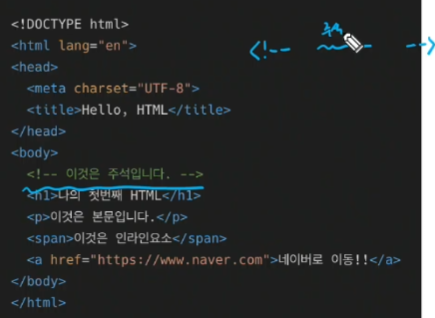 <!DOCTYPE html>
<html lang="en">
<!-- 주석 -->
<head>
<meta charset="UTF-8">
<title>Hello, HTML</title>
</head>
<body>
<!-- 이것은 주석입니다. -->
<h1>나의 첫번째 HTML</h1>
<p>이것은 본문입니다.</p>
<span>이것은 인라인요소</span>
<a href="https://www.naver.com">네이버로 이동!!</a>
</body>
</html>